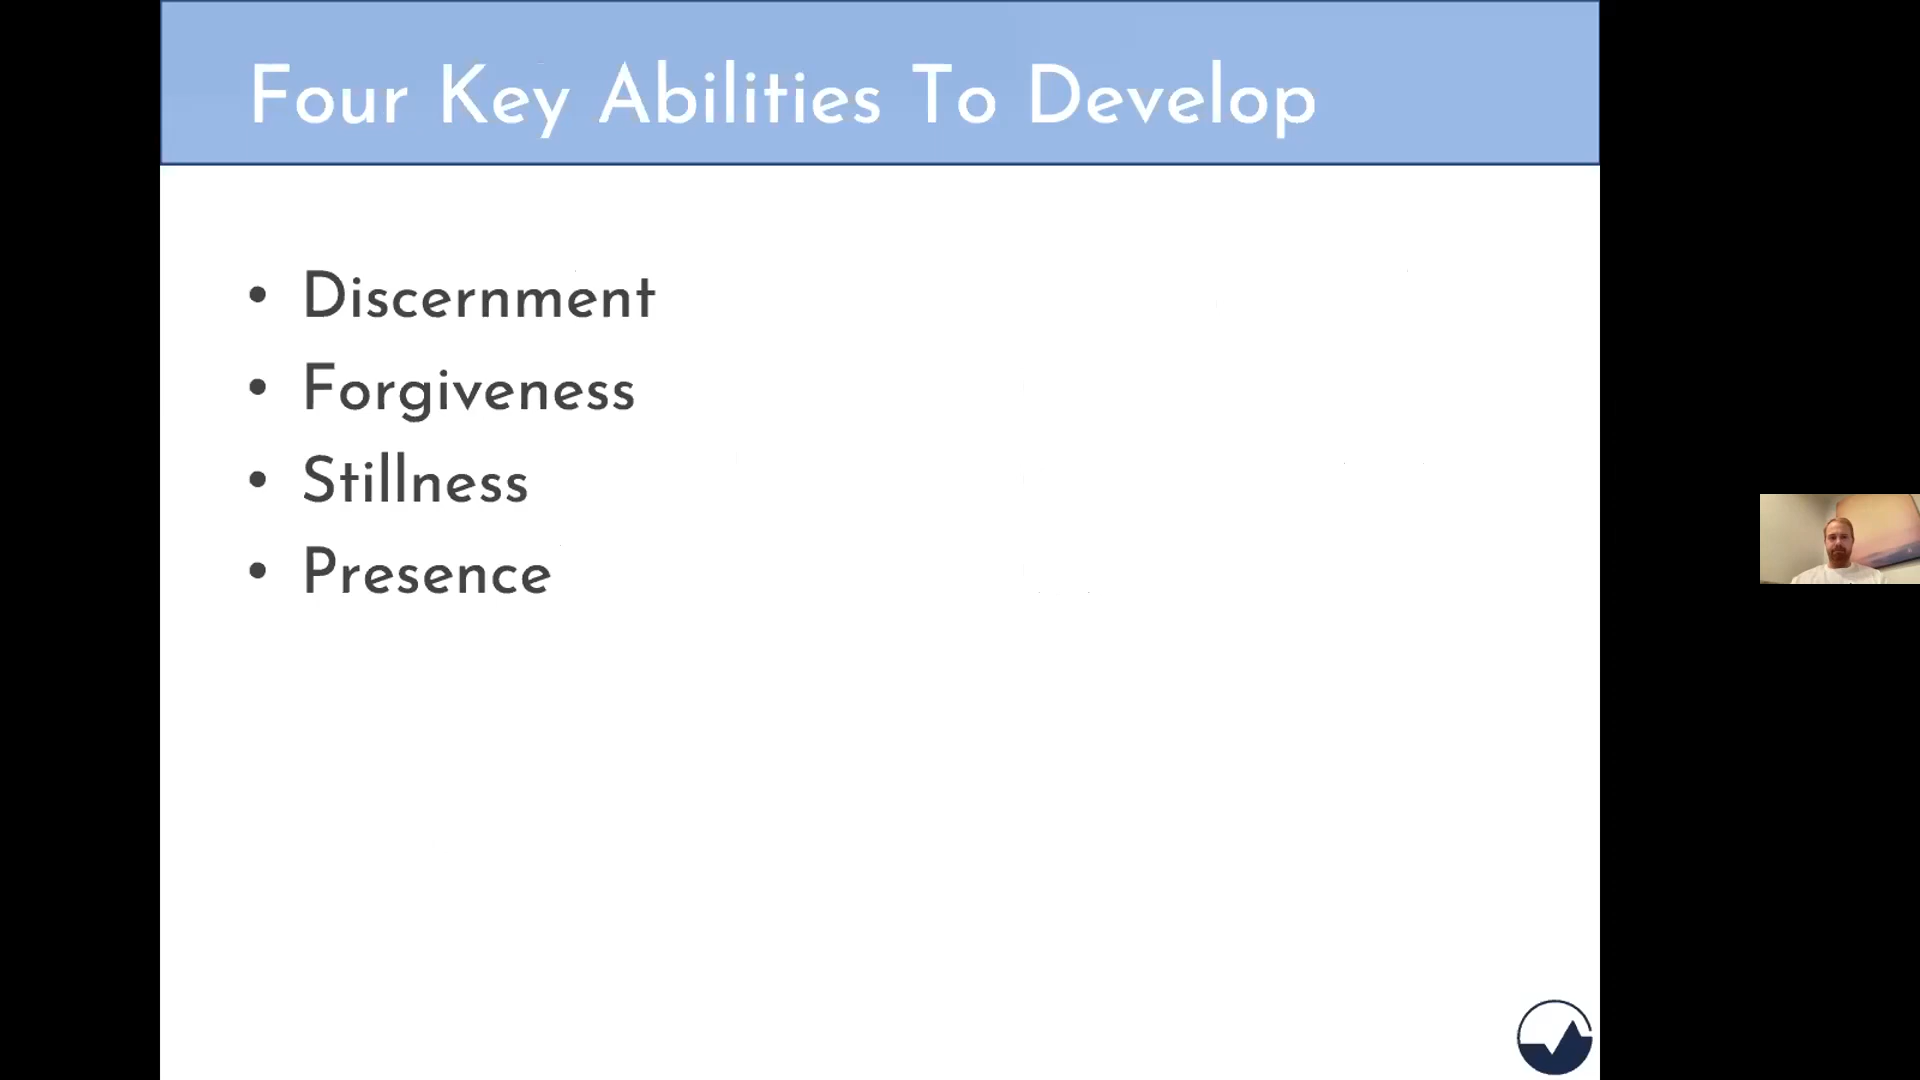 Four Key Abilities To Develop
• Discernment
• Forgiveness
• Stillness
• Presence